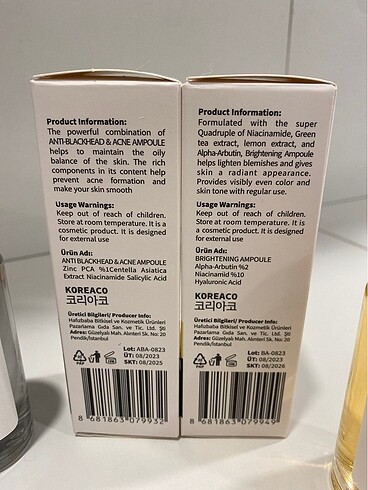 Product Information:
The powerful combination of
ANTI-BLACKHEAD & ACNE AMPOULE
helps to maintain the oily
balance of the skin. The rich
components in its content help
prevent acne formation and
make your skin smooth
Usage Warnings:
Keep out of reach of children.
Store at room temperature. It is a
cosmetic product. It is designed
for external use
Ürün Adı:
ANTI BLACKHEAD & ACNE AMPOULE
Zinc PCA %1Centella Asiatica
Extract Niacinamide Salicylic Acid
KOREACO
코리아코
Üretici Bilgileri/ Producer Info:
Hafızbaba Bitkisel ve Kozmetik Ürünleri
Pazarlama Gıda San. ve Tic. Ltd. Şti
Adres: Güzelyalı Mah. Alınteri Sk. No: 20
Pendik/İstanbul
PAP
Lot: ABA-0823
ÜT: 08/2023
SKT: 08/2025
8 681863 079932
Product Information:
Formulated with the super
Quadruple of Niacinamide, Green
tea extract, lemon extract, and
Alpha-Arbutin, Brightening Ampoule
helps lighten blemishes and gives
skin a radiant appearance.
Provides visibly even color and
skin tone with regular use.
Usage Warnings:
Keep out of reach of children.
Store at room temperature. It is a
cosmetic product. It is designed
for external use
Ürün Adı:
BRIGHTENING AMPOULE
Alpha-Arbutin %2
Niacinamid %10
Hyaluronic Acid
KOREACO
코리아코
Üretici Bilgileri/ Producer Info:
Hafızbaba Bitkisel ve Kozmetik Ürünleri
Pazarlama Gıda San. ve Tic. Ltd. Şti
Adres: Güzelyalı Mah. Alınteri Sk. No: 20
Pendik/İstanbul
PAP
Lot: BA-0823
ÜT: 08/2023
SKT: 08/2026
8 681863 079949